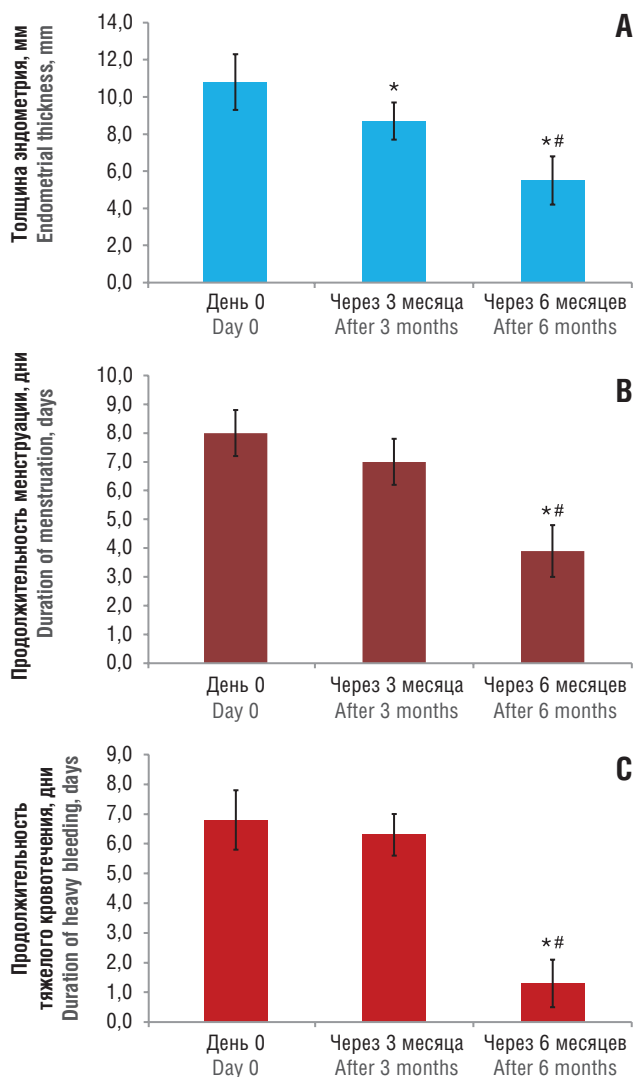 A
Толщина эндометрия, мм
Endometrial thickness, mm
14,0
12,0
10,0
8,0
6,0
4,0
2,0
0,0
*
*#
День 0
Day 0
Через 3 месяца
After 3 months
Через 6 месяцев
After 6 months
B
Продолжительность менструации, дни
Duration of menstruation, days
10,0
9,0
8,0
7,0
6,0
5,0
4,0
3,0
2,0
1,0
0,0
*#
День 0
Day 0
Через 3 месяца
After 3 months
Через 6 месяцев
After 6 months
C
Продолжительность
тяжелого кровотечения, дни
Duration of heavy bleeding, days
9,0
8,0
7,0
6,0
5,0
4,0
3,0
2,0
1,0
0,0
*#
День 0
Day 0
Через 3 месяца
After 3 months
Через 6 месяцев
After 6 months